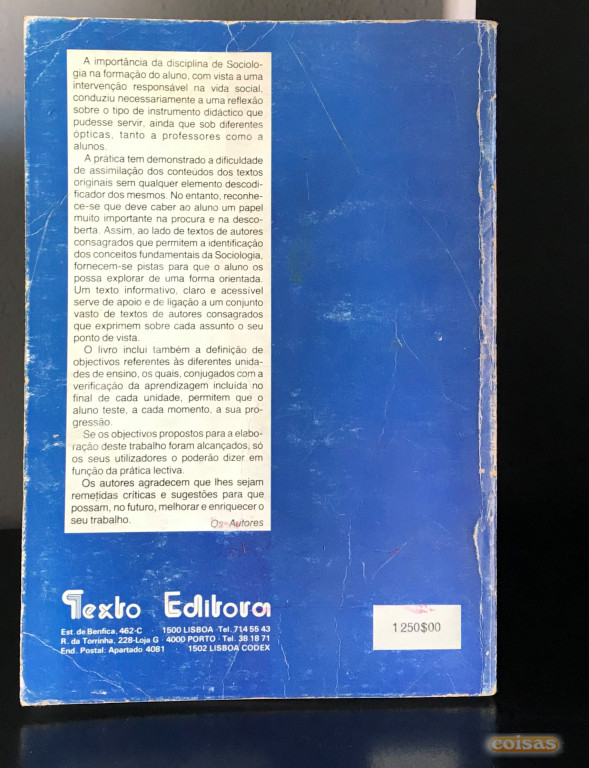 A importância da disciplina de Sociolo-
gia na formação do aluno, com vista a uma
intervenção responsável na vida social,
conduziu necessariamente a uma reflexão
sobre o tipo de instrumento didáctico que
pudesse servir, ainda que sob diferentes
ópticas, tanto a professores como a
alunos.
A prática tem demonstrado a dificuldade
de assimilação dos conteúdos dos textos
originais sem qualquer elemento descodi-
ficador dos mesmos. No entanto, reconhe-
ce-se que deve caber ao aluno um papel
muito importante na procura e na desco-
berta. Assim, ao lado de textos de autores
consagrados que permitem a identificação
dos conceitos fundamentais da Sociologia,
fornecem-se pistas para que o aluno os
possa explorar de uma forma orientada.
Um texto informativo, claro e acessível
serve de apoio e de ligação a um conjunto
vasto de textos de autores consagrados
que exprimem sobre cada assunto o seu
ponto de vista.
O livro inclui também a definição de
objectivos referentes às diferentes unida-
des de ensino, os quais, conjugados com a
verificação da aprendizagem incluída no
final de cada unidade, permitem que o
aluno teste, a cada momento, a sua pro-
gressão.
Se os objectivos propostos para a elabo-
ração deste trabalho foram alcançados, só
os seus utilizadores o poderão dizer em
função da prática lectiva.
Os autores agradecem que lhes sejam
remetidas críticas e sugestões para que
possam, no futuro, melhorar e enriquecer o
seu trabalho.
Os Autores
Texto Editora
Est. de Benfica, 462-C · 1500 LISBOA · Tel. 714 55 43
R. da Torrinha, 228-Loja G · 4000 PORTO · Tel. 38 18 71
End. Postal: Apartado 4081 · 1502 LISBOA CODEX
1250$00
coisas